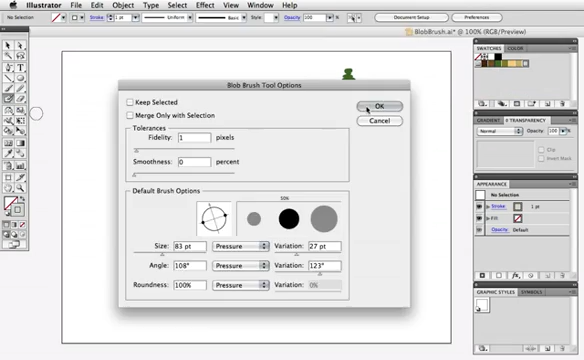 Illustrator File Edit Object Type Select Effect View Window Help
No Selection Stroke: 1 pt Uniform Basic Style: Opacity: 100 Document Setup Preferences
BlobBrush.ai* @ 100% (RGB/Preview)
SWATCHES COLOR
Blob Brush Tool Options
Keep Selected
OK
Merge Only with Selection
Cancel
Tolerances
Fidelity: 1 pixels
Smoothness: 0 percent
GRADIENT TRANSPARENCY
Normal Opacity: 100
Clip
Invert Mask
APPEARANCE
No Selection
Stroke: 1 pt
Fill:
Opacity: Default
Default Brush Options
50%
Size: 83 pt Pressure Variation: 27 pt
Angle: 108° Pressure Variation: 123°
Roundness: 100% Pressure Variation: 0%
GRAPHIC STYLES SYMBOLS